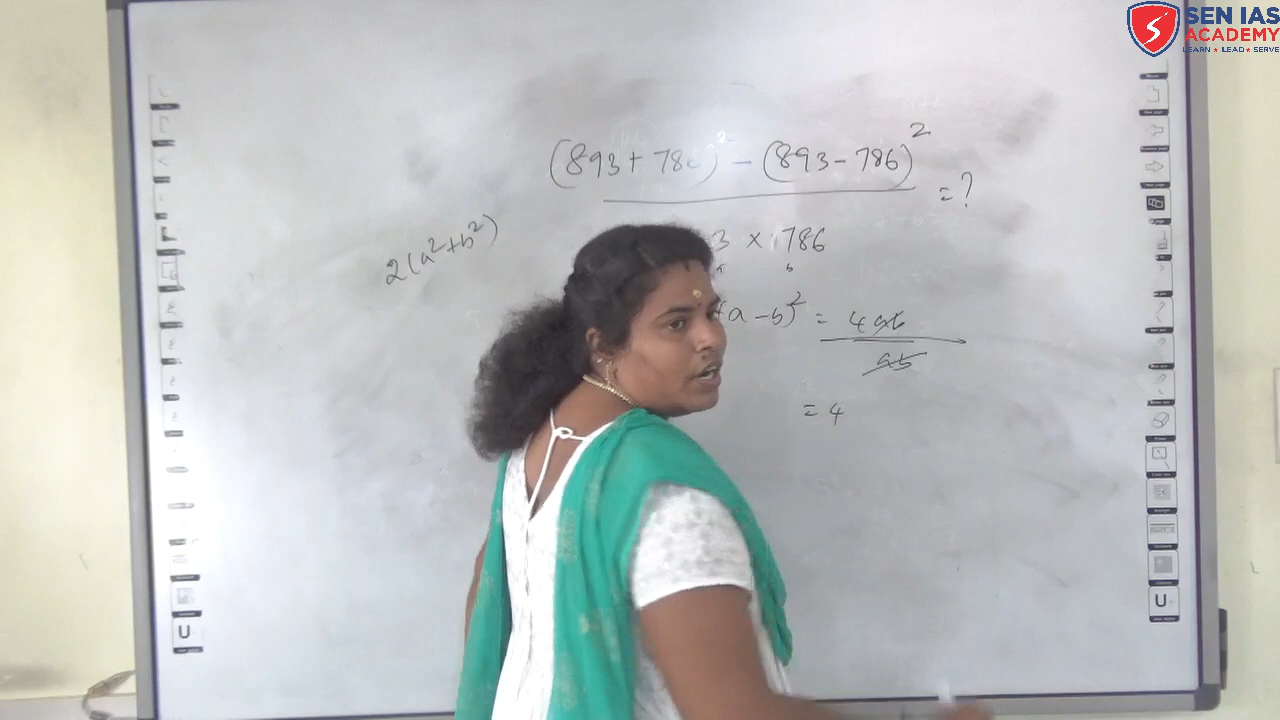 SEN IAS
ACADEMY
LEARN ★ LEAD ★ SERVE
(893 + 786)² − (893 − 786)²
= ?
3 × 786
b
2(a² + b²)
(a − b)² = 4ab
ab
= 4
U
U